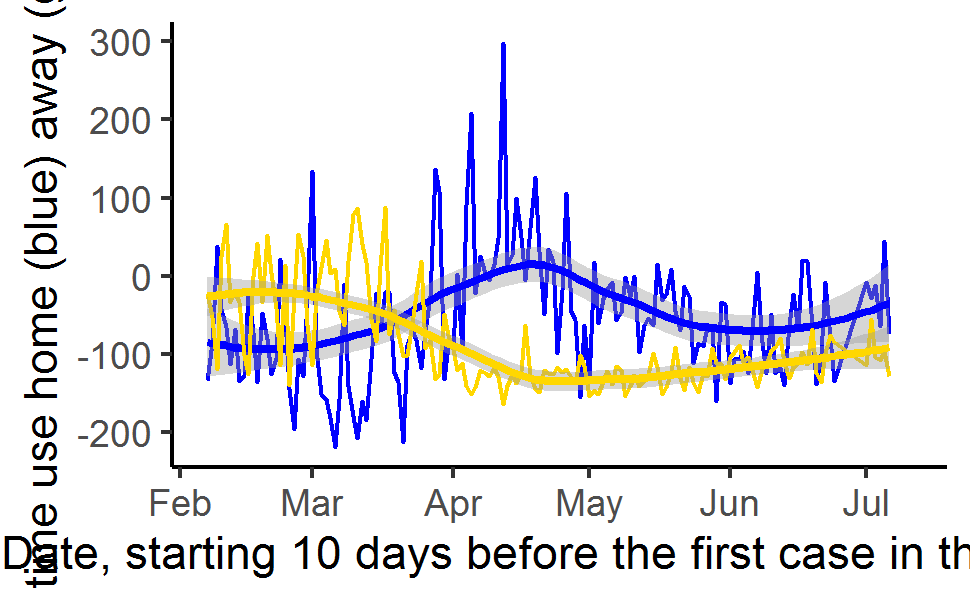 time use home (blue) away (
300
200
100
0
-100
-200
Feb Mar Apr May Jun Jul
Date, starting 10 days before the first case in th